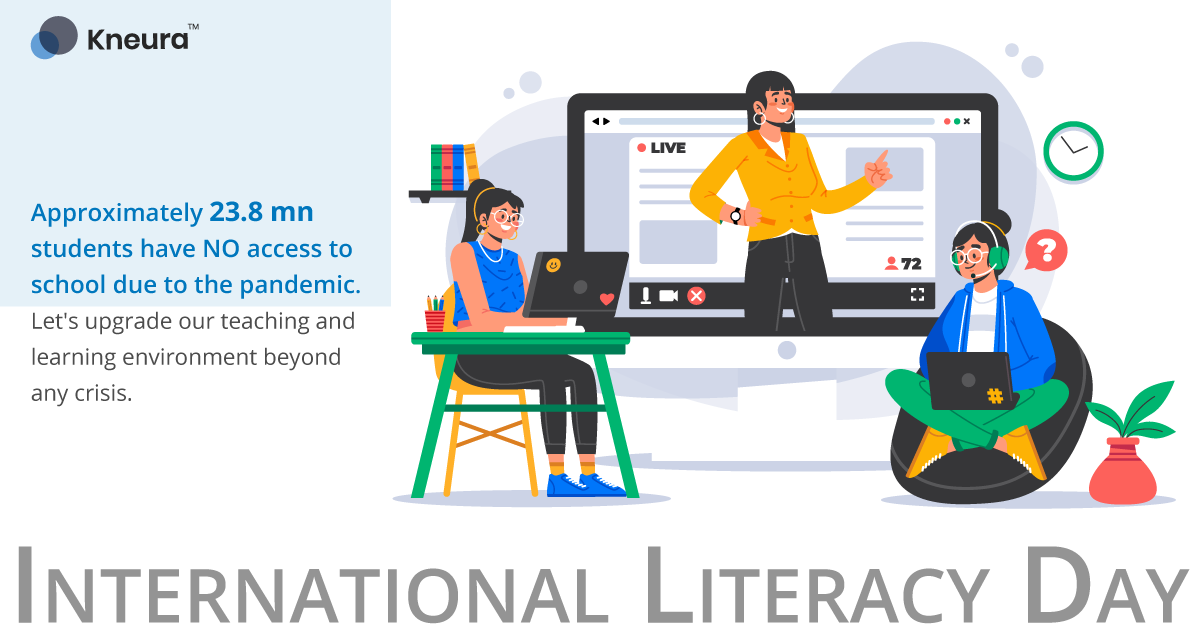 Kneura™
Approximately 23.8 mn
students have NO access to
school due to the pandemic.
Let's upgrade our teaching and
learning environment beyond
any crisis.
LIVE
72
?
#
INTERNATIONAL LITERACY DAY